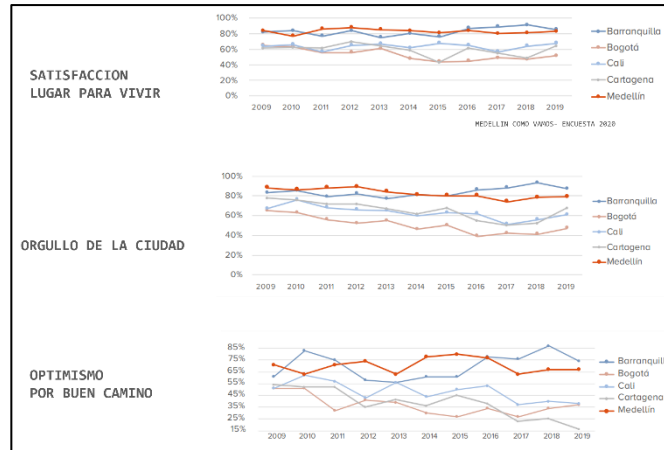 SATISFACCION
LUGAR PARA VIVIR
100%
80%
60%
40%
20%
0%
2009 2010 2011 2012 2013 2014 2015 2016 2017 2018 2019
Barranquilla
Bogotá
Cali
Cartagena
Medellín
MEDELLIN COMO VAMOS- ENCUESTA 2020
ORGULLO DE LA CIUDAD
100%
80%
60%
40%
20%
0%
2009 2010 2011 2012 2013 2014 2015 2016 2017 2018 2019
Barranquilla
Bogotá
Cali
Cartagena
Medellín
OPTIMISMO
POR BUEN CAMINO
85%
75%
65%
55%
45%
35%
25%
15%
2009 2010 2011 2012 2013 2014 2015 2016 2017 2018 2019
Barranquilla
Bogotá
Cali
Cartagena
Medellín